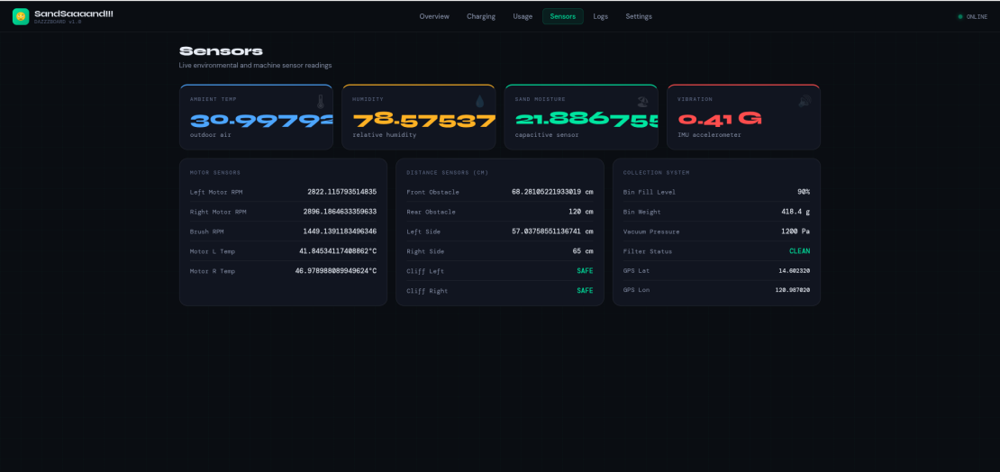 SandSaaaand!!!
DAZZZBOARD v1.0
Overview
Charging
Usage
Sensors
Logs
Settings
ONLINE
Sensors
Live environmental and machine sensor readings
AMBIENT TEMP
30.99792
outdoor air
HUMIDITY
78.57537
relative humidity
SAND MOISTURE
21.886755
capacitive sensor
VIBRATION
0.41 G
IMU accelerometer
MOTOR SENSORS
Left Motor RPM 2822.115793514835
Right Motor RPM 2896.1864633359633
Brush RPM 1449.1391183496346
Motor L Temp 41.84534117408862°C
Motor R Temp 46.978988089949624°C
DISTANCE SENSORS (CM)
Front Obstacle 68.28105221933019 cm
Rear Obstacle 120 cm
Left Side 57.03758551136741 cm
Right Side 65 cm
Cliff Left SAFE
Cliff Right SAFE
COLLECTION SYSTEM
Bin Fill Level 90%
Bin Weight 418.4 g
Vacuum Pressure 1200 Pa
Filter Status CLEAN
GPS Lat 14.602320
GPS Lon 120.987020